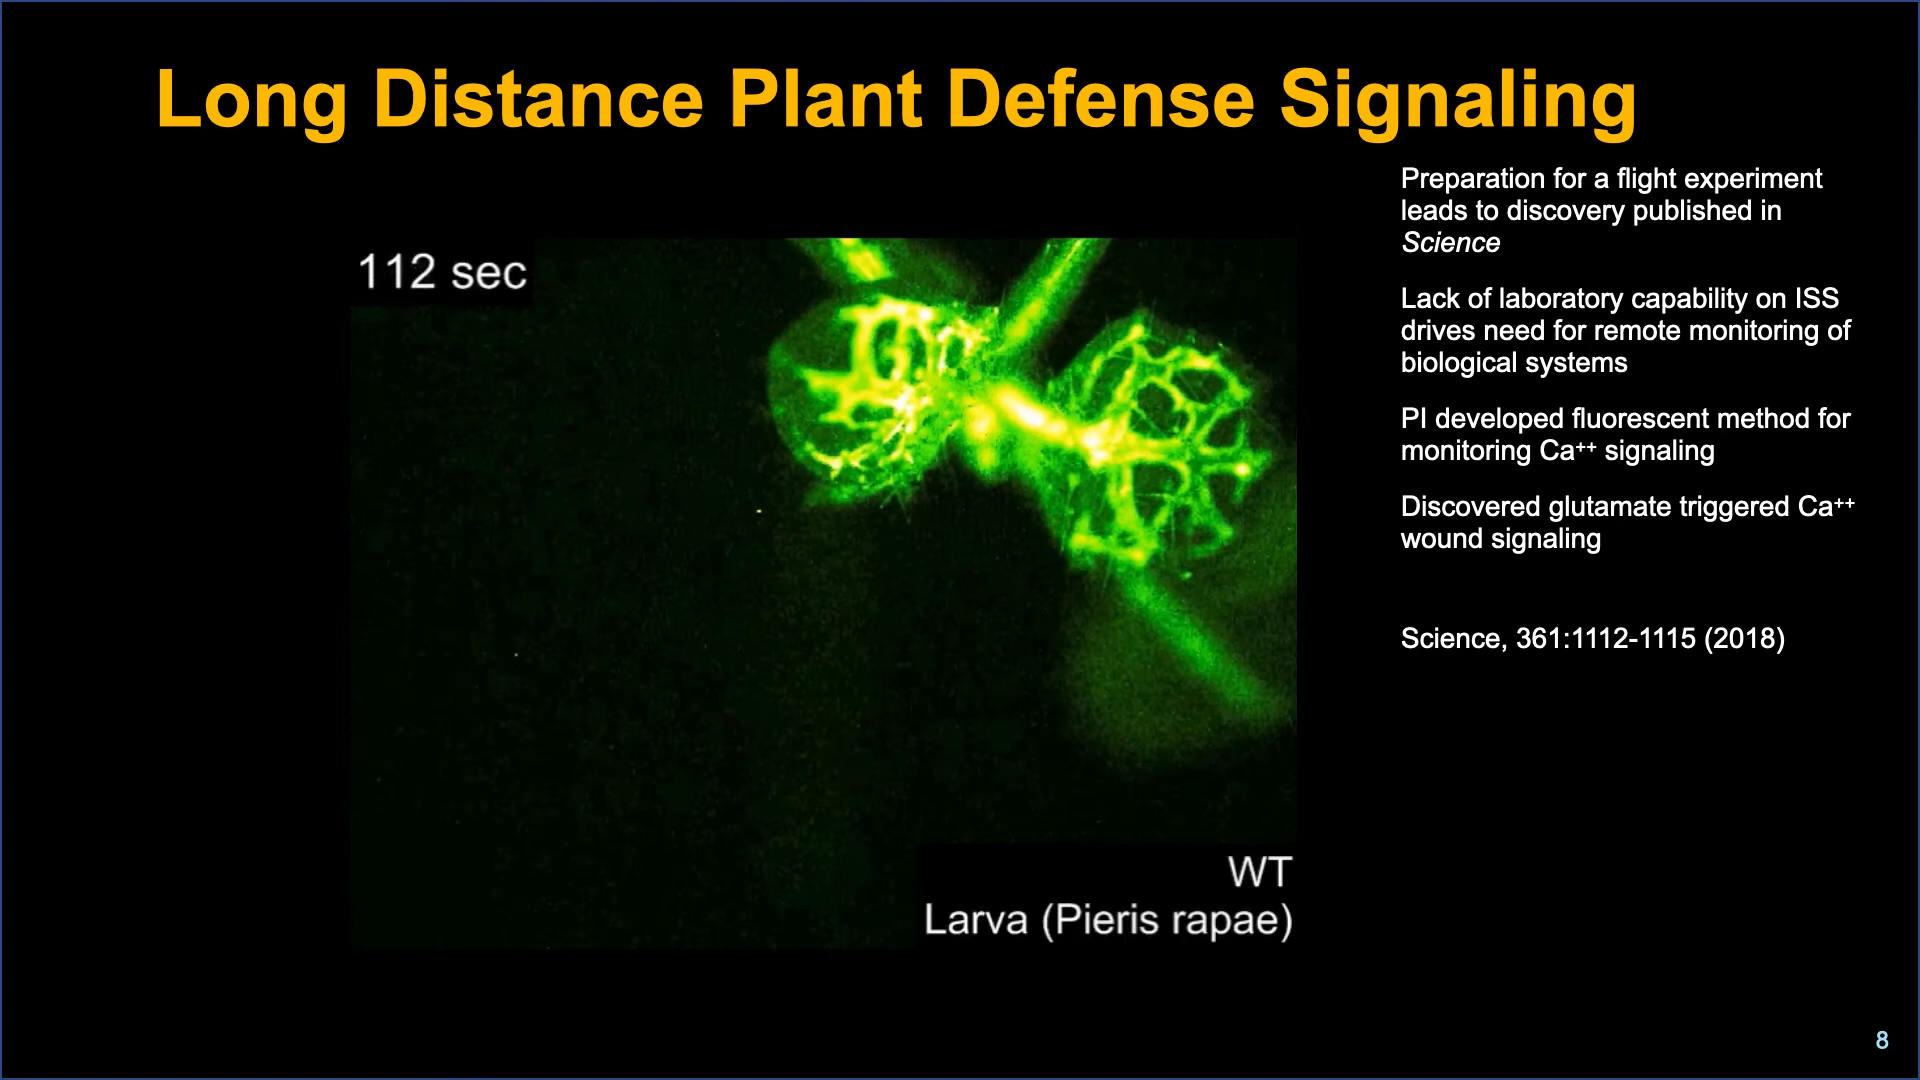 Long Distance Plant Defense Signaling
Preparation for a flight experiment
leads to discovery published in
Science
Lack of laboratory capability on ISS
drives need for remote monitoring of
biological systems
PI developed fluorescent method for
monitoring Ca⁺⁺ signaling
Discovered glutamate triggered Ca⁺⁺
wound signaling
Science, 361:1112-1115 (2018)
112 sec
WT
Larva (Pieris rapae)
8